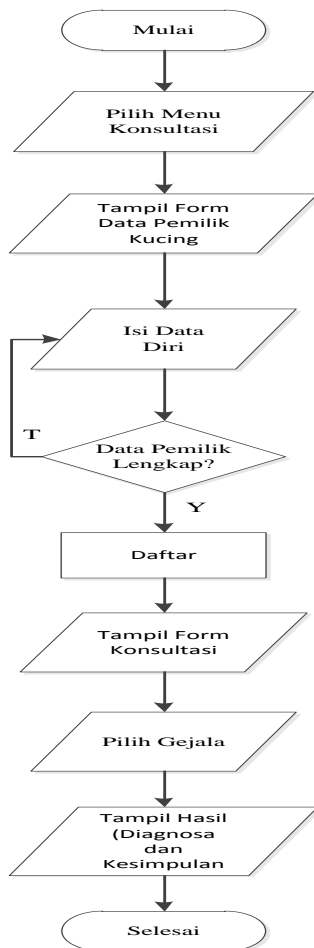 Mulai
Pilih Menu
Konsultasi
Tampil Form
Data Pemilik
Kucing
Isi Data
Diri
T
Data Pemilik
Lengkap?
Y
Daftar
Tampil Form
Konsultasi
Pilih Gejala
Tampil Hasil
(Diagnosa
dan
Kesimpulan
Selesai